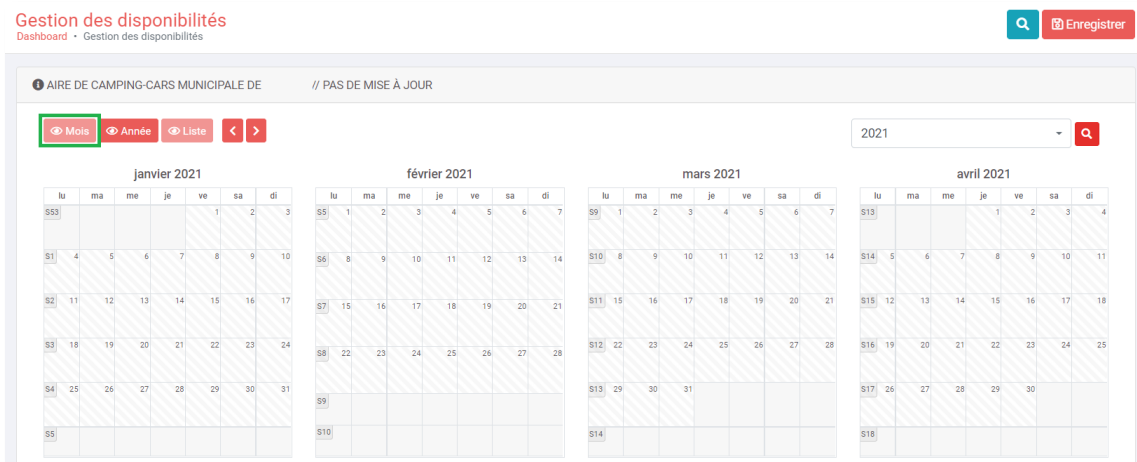 Gestion des disponibilités
Dashboard • Gestion des disponibilités
Enregistrer
AIRE DE CAMPING-CARS MUNICIPALE DE // PAS DE MISE À JOUR
Mois Année Liste
2021
janvier 2021 février 2021 mars 2021 avril 2021
lu ma me je ve sa di lu ma me je ve sa di lu ma me je ve sa di lu ma me je ve sa di
S53 1 2 3 S5 1 2 3 4 5 6 7 S9 1 2 3 4 5 6 7 S13 1 2 3 4
S1 4 5 6 7 8 9 10 S6 8 9 10 11 12 13 14 S10 8 9 10 11 12 13 14 S14 5 6 7 8 9 10 11
S2 11 12 13 14 15 16 17 S7 15 16 17 18 19 20 21 S11 15 16 17 18 19 20 21 S15 12 13 14 15 16 17 18
S3 18 19 20 21 22 23 24 S8 22 23 24 25 26 27 28 S12 22 23 24 25 26 27 28 S16 19 20 21 22 23 24 25
S4 25 26 27 28 29 30 31 S9 S13 29 30 31 S17 26 27 28 29 30
S5 S10 S14 S18